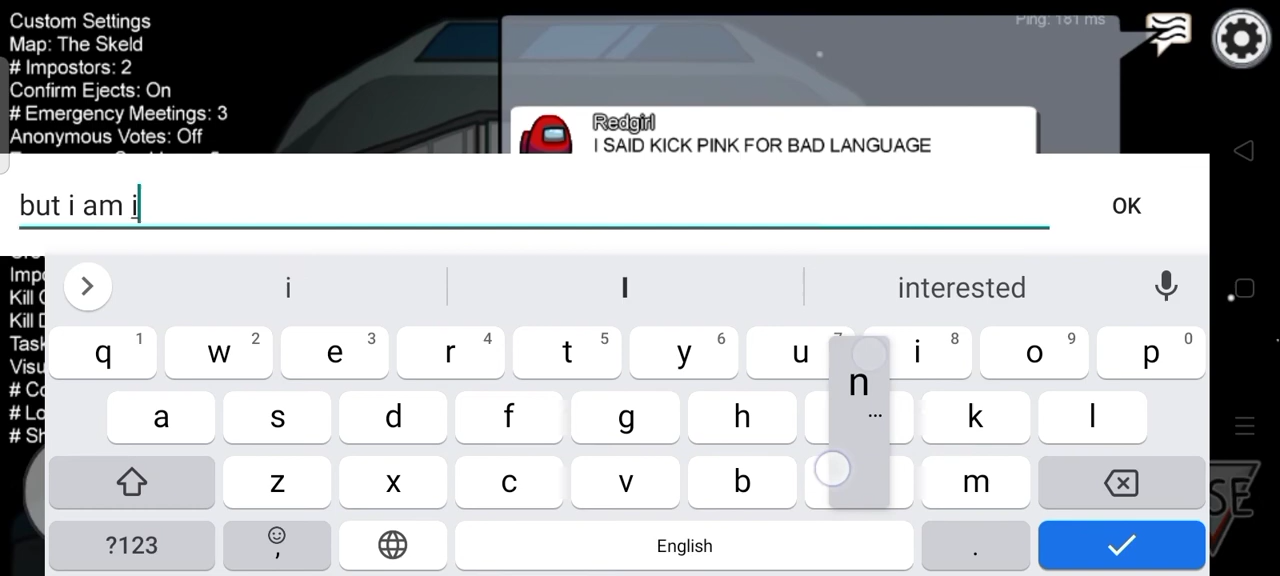 Custom Settings
Map: The Skeld
# Impostors: 2
Confirm Ejects: On
# Emergency Meetings: 3
Anonymous Votes: Off
Ping: 181 ms
Redgirl
I SAID KICK PINK FOR BAD LANGUAGE
but i am i
OK
i I interested
q 1 w 2 e 3 r 4 t 5 y 6 u 7 i 8 o 9 p 0
a s d f g h k l
n ...
z x c v b m
?123 , English .